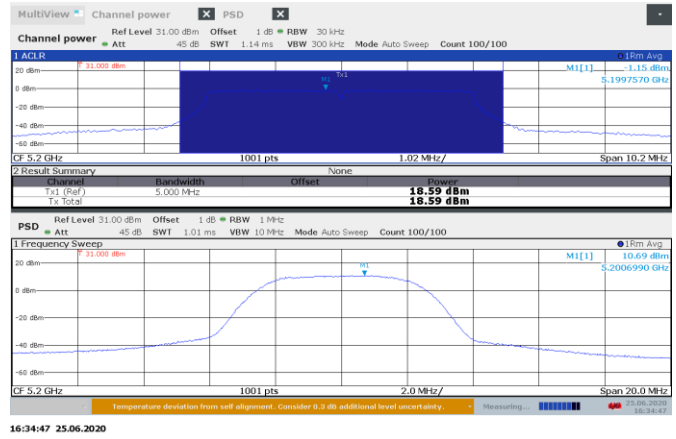 MultiView Channel power X PSD X
Channel power Ref Level 31.00 dBm Offset 1 dB RBW 30 kHz
Att 45 dB SWT 1.14 ms VBW 300 kHz Mode Auto Sweep Count 100/100
1 ACLR 1Rm Avg
31.000 dBm M1[1] -1.15 dBm
20 dBm 5.1997570 GHz
Tx1
M1
0 dBm
-20 dBm
-40 dBm
-60 dBm
CF 5.2 GHz 1001 pts 1.02 MHz/ Span 10.2 MHz
2 Result Summary None
Channel Bandwidth Offset Power
Tx1 (Ref) 5.000 MHz 18.59 dBm
Tx Total 18.59 dBm
PSD Ref Level 31.00 dBm Offset 1 dB RBW 1 MHz
Att 45 dB SWT 1.01 ms VBW 10 MHz Mode Auto Sweep Count 100/100
1 Frequency Sweep 1Rm Avg
31.000 dBm M1[1] 10.69 dBm
20 dBm 5.2006990 GHz
M1
0 dBm
-20 dBm
-40 dBm
-60 dBm
CF 5.2 GHz 1001 pts 2.0 MHz/ Span 20.0 MHz
Temperature deviation from self alignment. Consider 0.3 dB additional level uncertainty. Measuring... 25.06.2020
16:34:47
16:34:47 25.06.2020